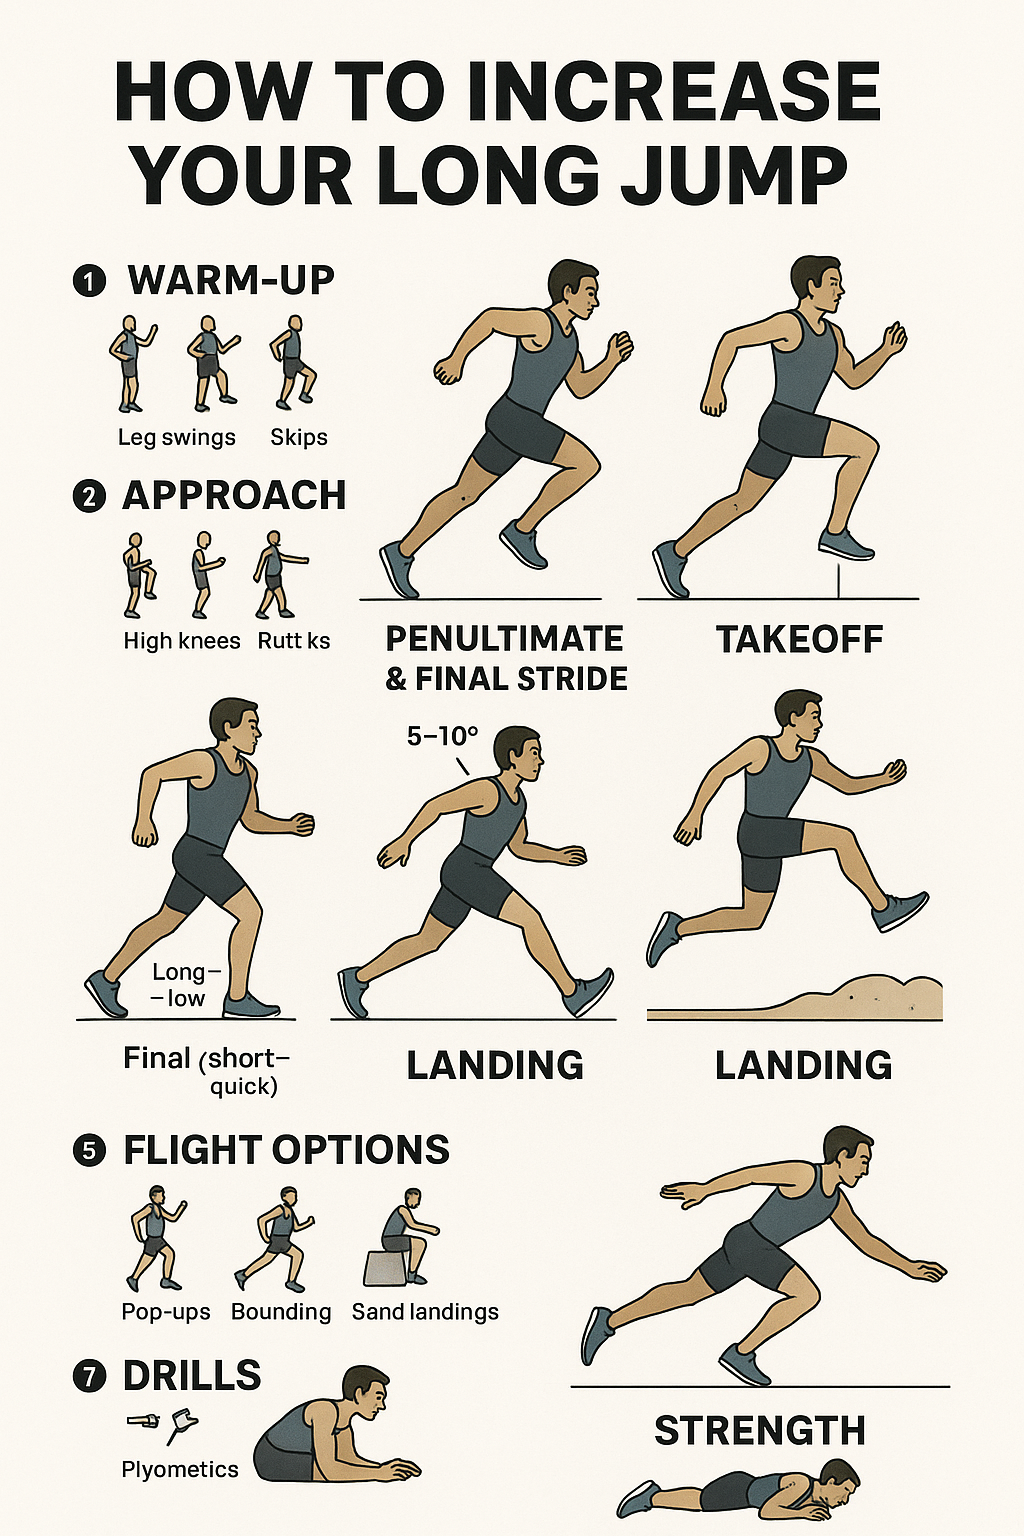 HOW TO INCREASE
YOUR LONG JUMP
1 WARM-UP
Leg swings Skips
2 APPROACH
High knees Rutt ks
PENULTIMATE
& FINAL STRIDE
TAKEOFF
5–10°
Long–
–low
Final (short–
quick)
LANDING
LANDING
5 FLIGHT OPTIONS
Pop-ups Bounding Sand landings
7 DRILLS
Plyometics
STRENGTH